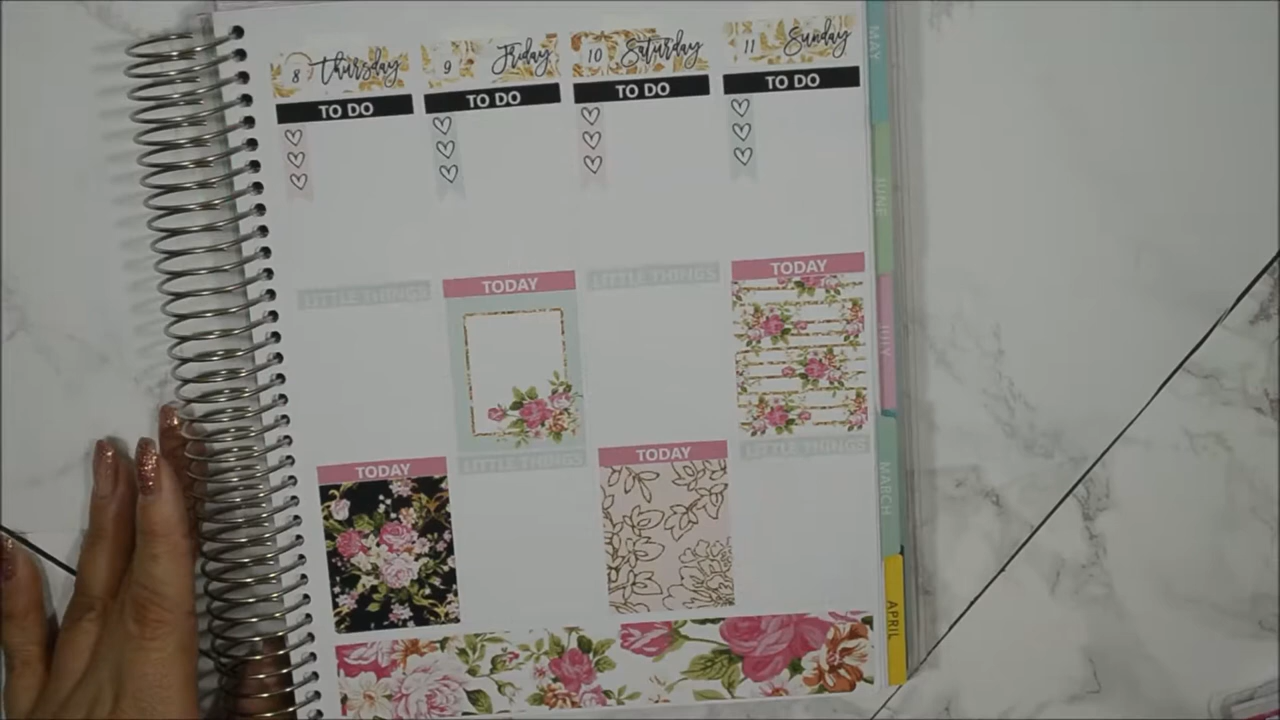 8 Thursday
9 Friday
10 Saturday
11 Sunday
TO DO
TO DO
TO DO
TO DO
LITTLE THINGS
TODAY
LITTLE THINGS
TODAY
TODAY
LITTLE THINGS
TODAY
LITTLE THINGS
MAY
JUNE
JULY
MARCH
APRIL